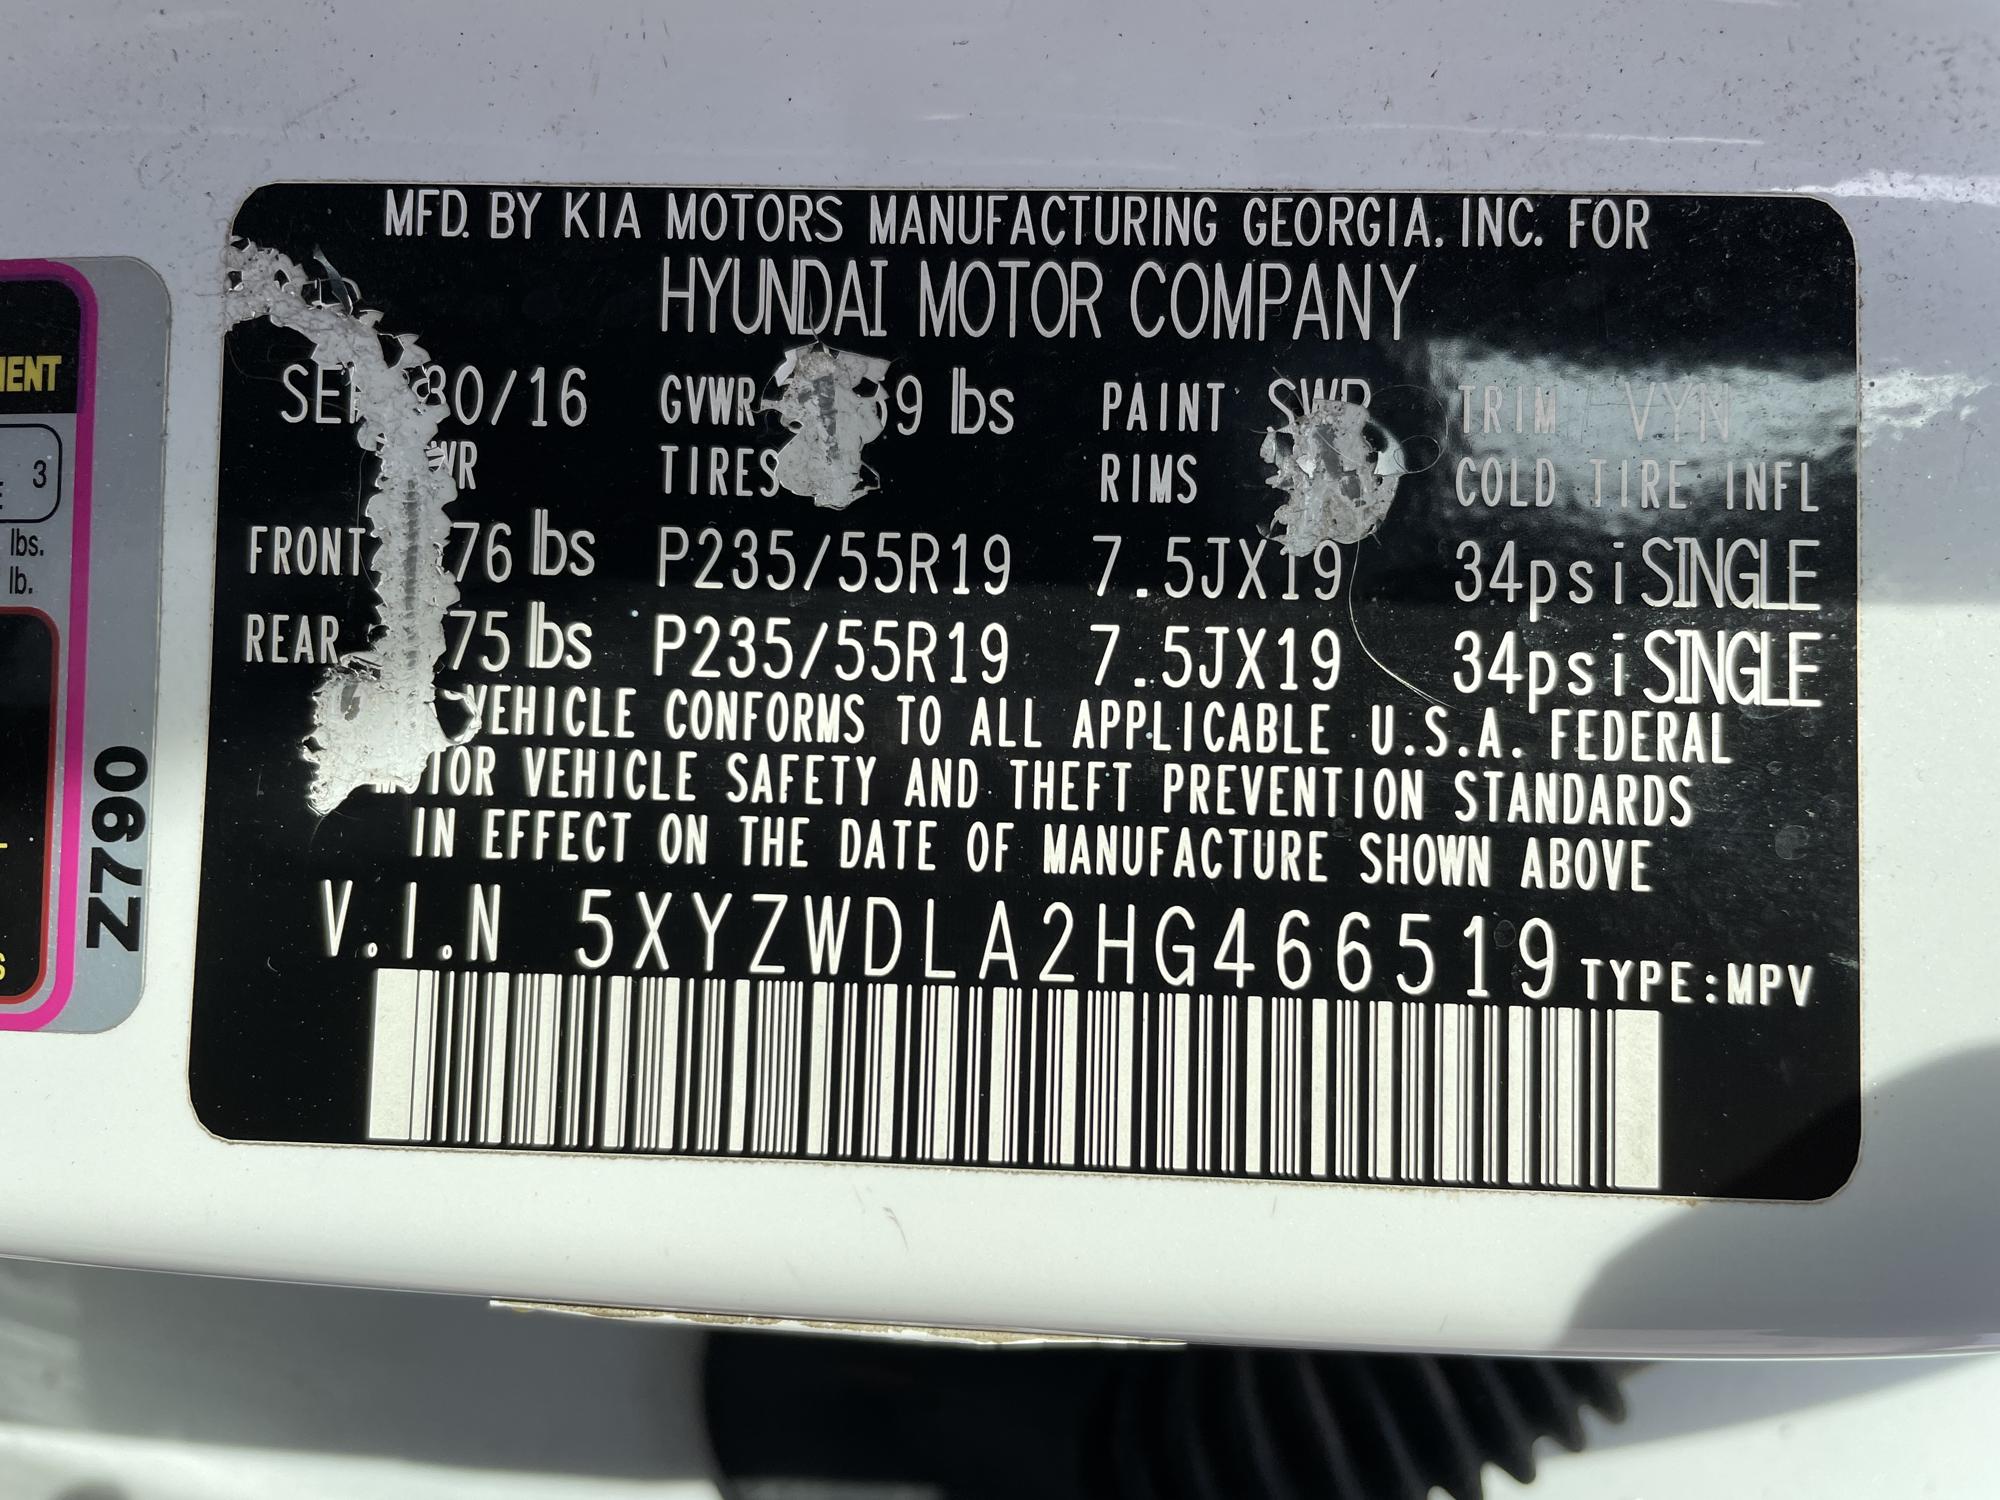 MFD. BY KIA MOTORS MANUFACTURING GEORGIA. INC. FOR
HYUNDAI MOTOR COMPANY
30/16 GVWR 9 lbs PAINT SWP TRIM VYN
TIRES RIMS COLD TIRE INFL
FRONT 76 lbs P235/55R19 7.5JX19 34psi SINGLE
REAR 75 lbs P235/55R19 7.5JX19 34psi SINGLE
VEHICLE CONFORMS TO ALL APPLICABLE U.S.A. FEDERAL
VEHICLE SAFETY AND THEFT PREVENTION STANDARDS
IN EFFECT ON THE DATE OF MANUFACTURE SHOWN ABOVE
V.I.N 5XYZWDLA2HG466519 TYPE:MPV
3
lbs.
lb.
Z790